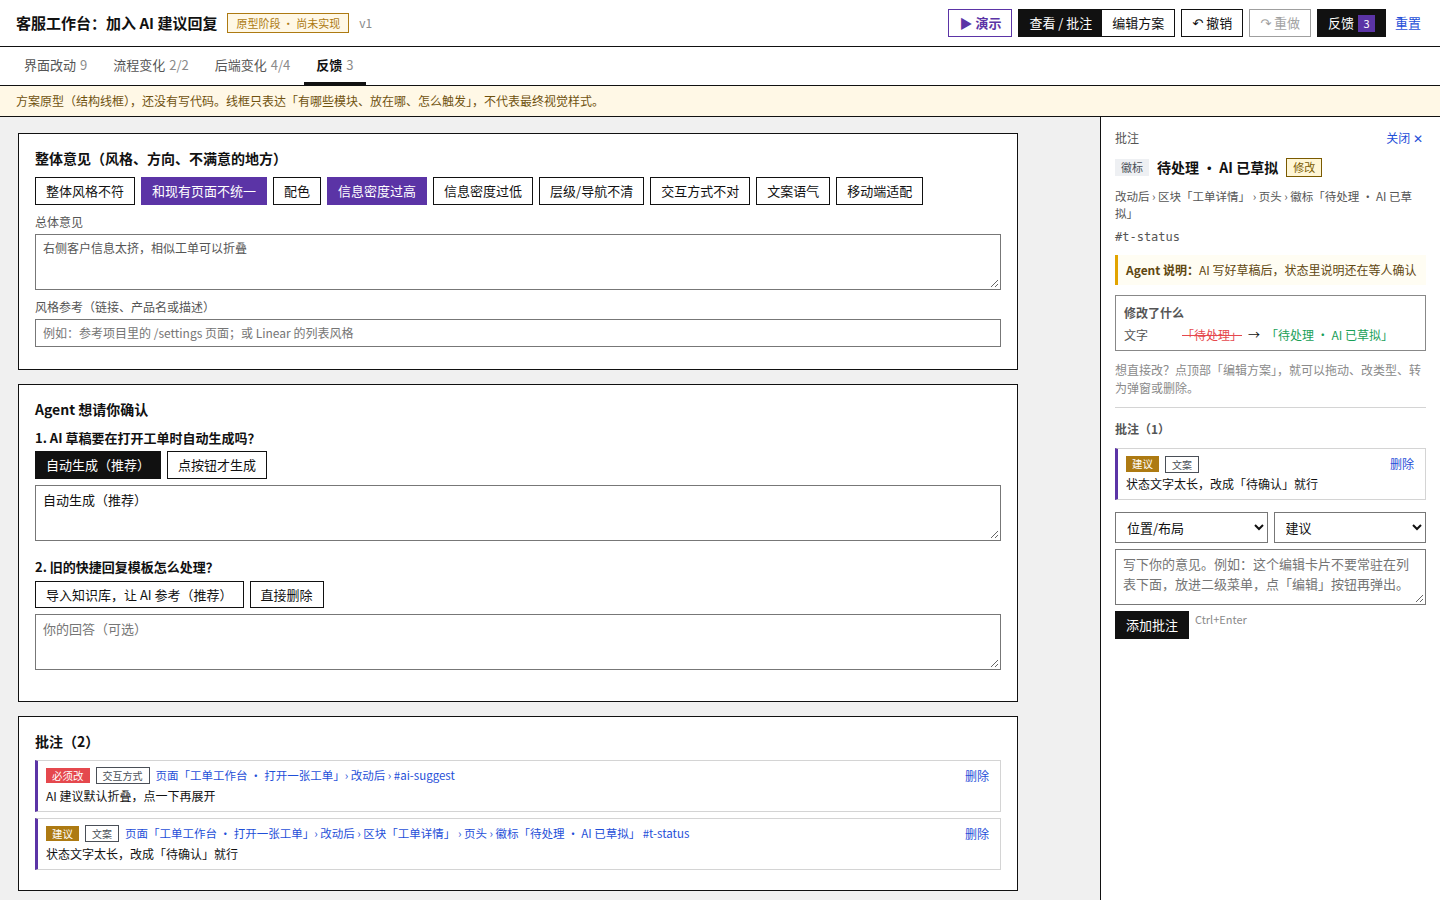 客服工作台：加入 AI 建议回复 原型阶段 · 尚未实现 v1 ▶ 演示 查看 / 批注 编辑方案 ↶ 撤销 ↷ 重做 反馈 3 重置
界面改动 9 流程变化 2/2 后端变化 4/4 反馈 3
方案原型（结构线框），还没有写代码。线框只表达「有哪些模块、放在哪、怎么触发」，不代表最终视觉样式。
整体意见（风格、方向、不满意的地方）
整体风格不符 和现有页面不统一 配色 信息密度过高 信息密度过低 层级/导航不清 交互方式不对 文案语气 移动端适配
总体意见
右侧客户信息太挤，相似工单可以折叠
风格参考（链接、产品名或描述）
例如：参考项目里的 /settings 页面；或 Linear 的列表风格
Agent 想请你确认
1. AI 草稿要在打开工单时自动生成吗？
自动生成（推荐） 点按钮才生成
自动生成（推荐）
2. 旧的快捷回复模板怎么处理？
导入知识库，让 AI 参考（推荐） 直接删除
你的回答（可选）
批注（2）
必须改 交互方式 页面「工单工作台 · 打开一张工单」 › 改动后 › #ai-suggest 删除
AI 建议默认折叠，点一下再展开
建议 文案 页面「工单工作台 · 打开一张工单」 › 改动后 › 区块「工单详情」 › 页头 › 徽标「待处理 · AI 已草拟」 #t-status 删除
状态文字太长，改成「待确认」就行
批注 关闭 ✕
徽标 待处理 · AI 已草拟 修改
改动后 › 区块「工单详情」 › 页头 › 徽标「待处理 · AI 已草
拟」
#t-status
Agent 说明：AI 写好草稿后，状态里说明还在等人确认
修改了什么
文字 「待处理」 → 「待处理 · AI 已草拟」
想直接改？点顶部「编辑方案」，就可以拖动、改类型、转
为弹窗或删除。
批注（1）
建议 文案 删除
状态文字太长，改成「待确认」就行
位置/布局 建议
写下你的意见。例如：这个编辑卡片不要常驻在列
表下面，放进二级菜单，点「编辑」按钮再弹出。
添加批注 Ctrl+Enter